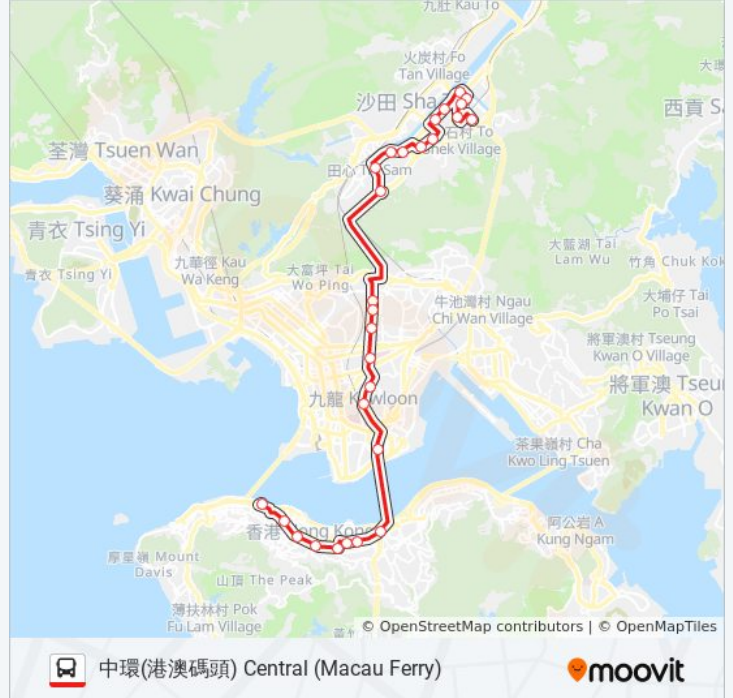 九肚 Kau To
火炭村 Fo
Tan Village
大
沙田 Sha
西貢 S
荃灣 Tsuen Wan
石村 To
Shek Village
田心 T Sam
葵涌 Kwai Chung
青衣 Tsing Yi
大藍湖 Tai
Lam Wu
九華徑 Kau
Wa Keng
竹角 Chuk Kok
青衣 Tsing Yi
大富坪 Tai
Wo Ping
牛池灣村 Ngau
Chi Wan Village
大埔仔 Tai
Po Tsai
將軍澳村 Tseung
Kwan O Village
將軍澳 Tseu
Kwan O
九龍 K wloon
茶果嶺村 Cha
Kwo Ling Tsuen
香港 ong Kong
阿公岩 A
Kung Ngam
摩星嶺 Mount
Davis
山頂 The Peak
薄扶林村 Pok
Fu Lam Village
© OpenStreetMap contributors | © OpenMapTiles
中環(港澳碼頭) Central (Macau Ferry)
moovit